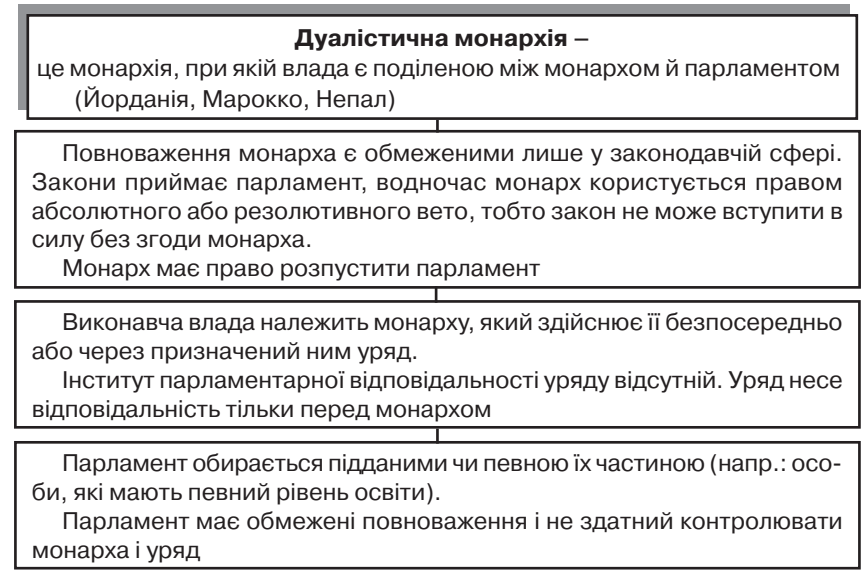 Дуалістична монархія –
це монархія, при якій влада є поділеною між монархом й парламентом
(Йорданія, Марокко, Непал)
Повноваження монарха є обмеженими лише у законодавчій сфері.
Закони приймає парламент, водночас монарх користується правом
абсолютного або резолютивного вето, тобто закон не може вступити в
силу без згоди монарха.
Монарх має право розпустити парламент
Виконавча влада належить монарху, який здійснює її безпосередньо
або через призначений ним уряд.
Інститут парламентарної відповідальності уряду відсутній. Уряд несе
відповідальність тільки перед монархом
Парламент обирається підданими чи певною їх частиною (напр.: осо-
би, які мають певний рівень освіти).
Парламент має обмежені повноваження і не здатний контролювати
монарха і уряд